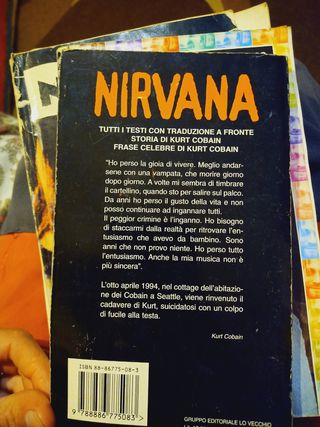 NIRVANA
TUTTI I TESTI CON TRADUZIONE A FRONTE
STORIA DI KURT COBAIN
FRASE CELEBRE DI KURT COBAIN
"Ho perso la gioia di vivere. Meglio andar-
sene con una vampata, che morire giorno
dopo giorno. A volte mi sembra di timbrare
il cartellino, quando sto per salire sul palco.
Da anni ho perso il gusto della vita e non
posso continuare ad ingannare tutti.
Il peggior crimine è l'inganno. Ho bisogno
di staccarmi dalla realtà per ritrovare l'en-
tusiasmo che avevo da bambino. Sono
anni che non provo niente. Ho perso tutto
l'entusiasmo. Anche la mia musica non è
più sincera".
L'otto aprile 1994, nel cottage dell'abitazio-
ne dei Cobain a Seattle, viene rinvenuto il
cadavere di Kurt, suicidatosi con un colpo
di fucile alla testa.
Kurt Cobain
ISBN 88-86775-08-3
9 788886 775083 >
GRUPPO EDITORIALE LO VECCHIO